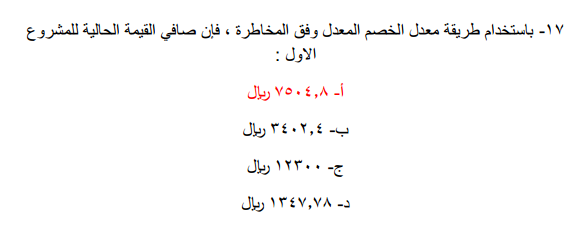 ١٧- باستخدام طريقة معدل الخصم المعدل وفق المخاطرة ، فإن صافي القيمة الحالية للمشروع
الاول :
أ- ٧٥٠٤,٨ ريال
ب- ٣٤٠٢,٤ ريال
ج- ١٢٣٠٠ ريال
د- ١٣٤٧,٧٨ ريال